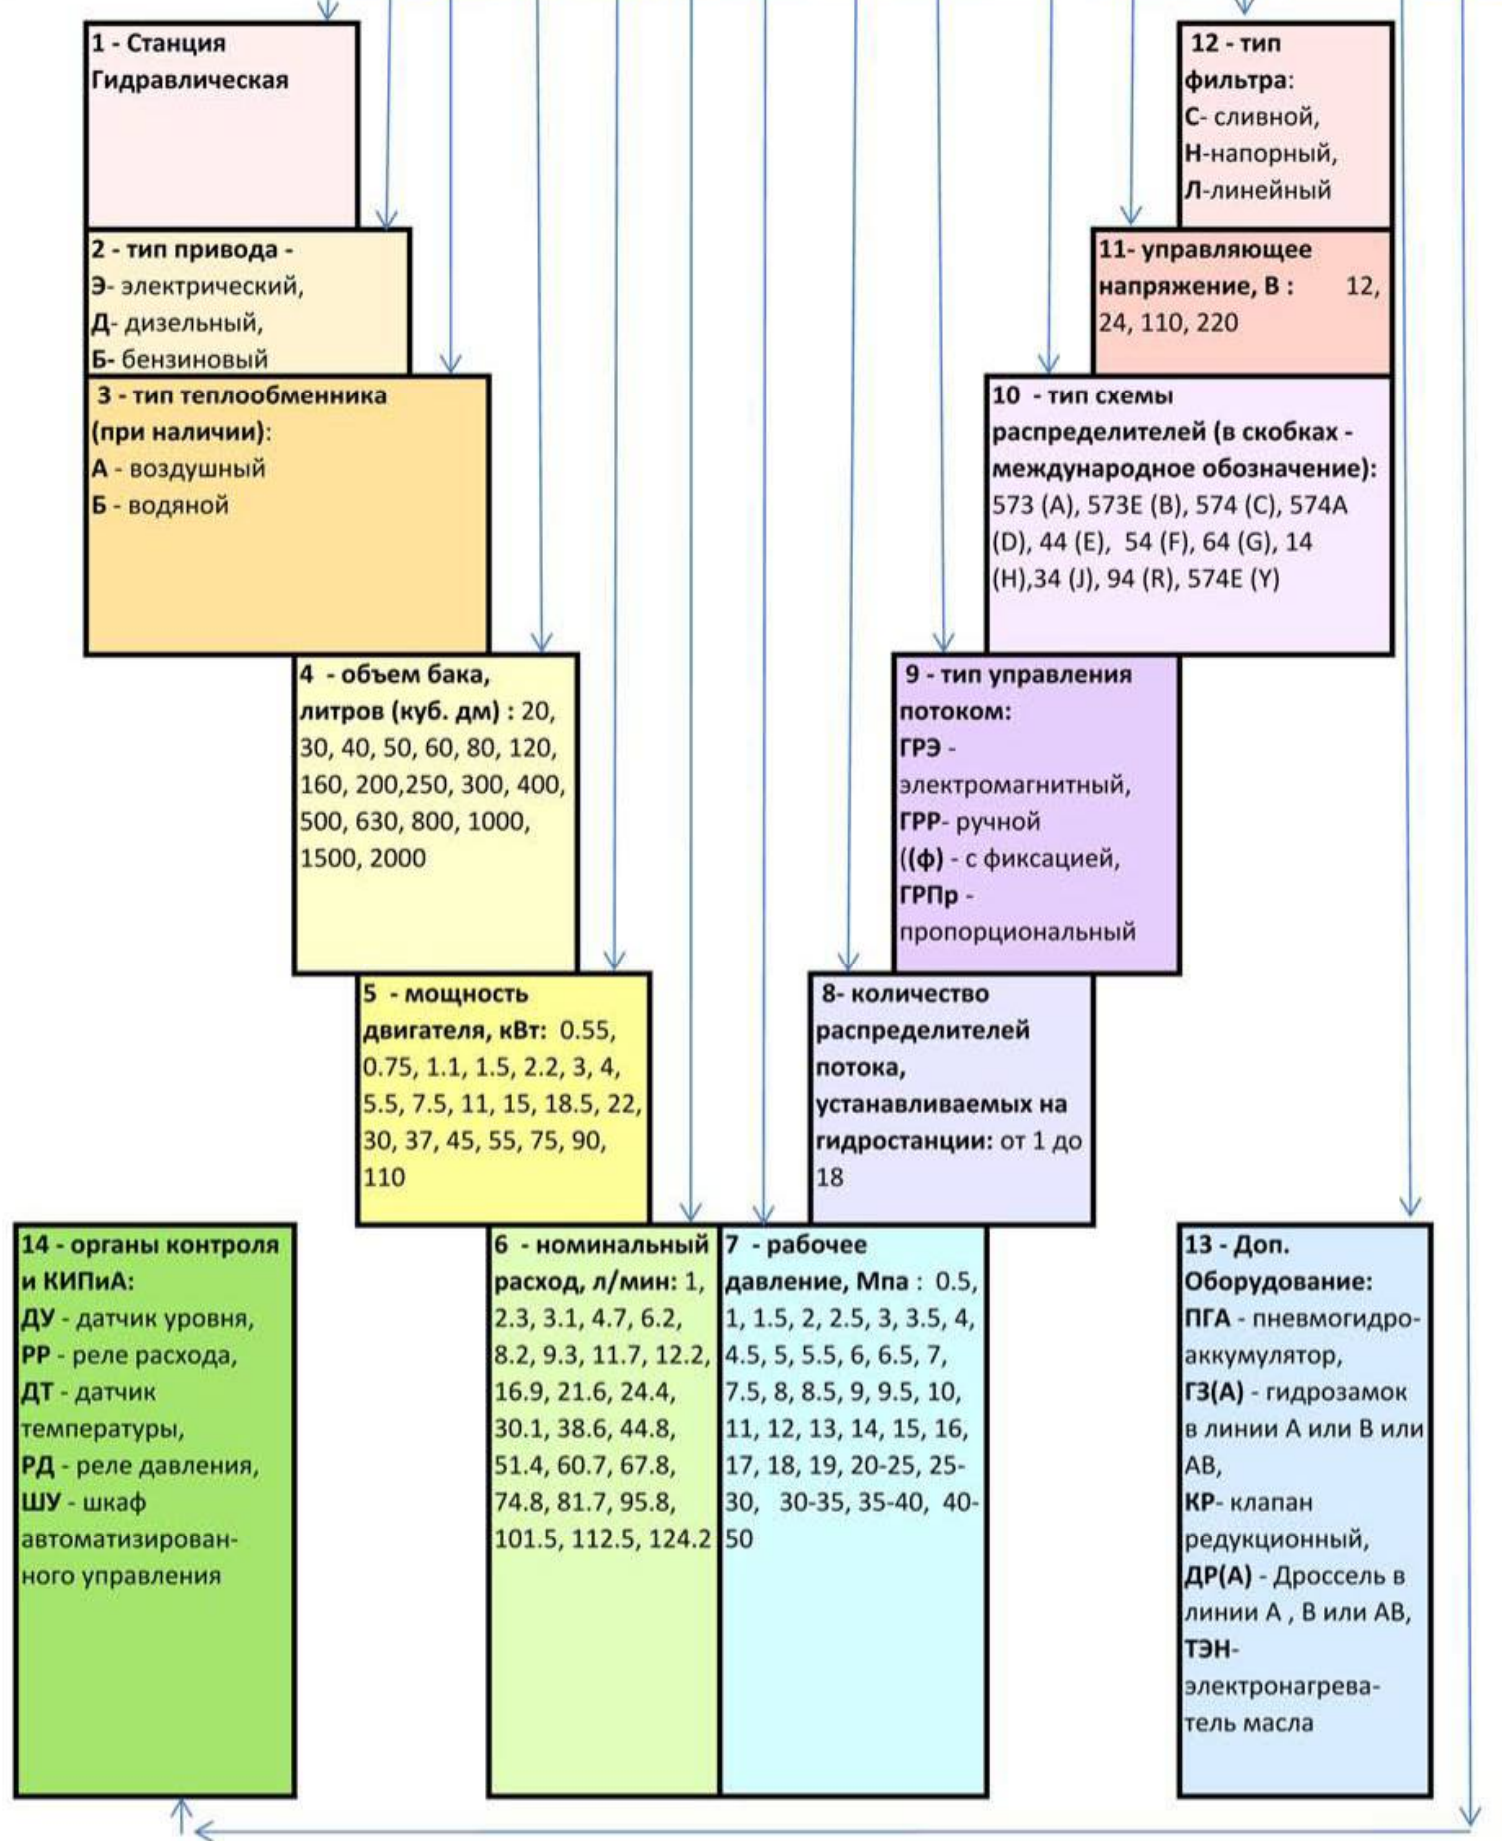 1 - Станция
Гидравлическая
2 - тип привода -
Э- электрический,
Д- дизельный,
Б- бензиновый
3 - тип теплообменника
(при наличии):
А - воздушный
Б - водяной
4 - объем бака,
литров (куб. дм) : 20,
30, 40, 50, 60, 80, 120,
160, 200,250, 300, 400,
500, 630, 800, 1000,
1500, 2000
5 - мощность
двигателя, кВт: 0.55,
0.75, 1.1, 1.5, 2.2, 3, 4,
5.5, 7.5, 11, 15, 18.5, 22,
30, 37, 45, 55, 75, 90,
110
6 - номинальный
расход, л/мин: 1,
2.3, 3.1, 4.7, 6.2,
8.2, 9.3, 11.7, 12.2,
16.9, 21.6, 24.4,
30.1, 38.6, 44.8,
51.4, 60.7, 67.8,
74.8, 81.7, 95.8,
101.5, 112.5, 124.2
7 - рабочее
давление, Мпа : 0.5,
1, 1.5, 2, 2.5, 3, 3.5, 4,
4.5, 5, 5.5, 6, 6.5, 7,
7.5, 8, 8.5, 9, 9.5, 10,
11, 12, 13, 14, 15, 16,
17, 18, 19, 20-25, 25-
30, 30-35, 35-40, 40-
50
8- количество
распределителей
потока,
устанавливаемых на
гидростанции: от 1 до
18
9 - тип управления
потоком:
ГРЭ -
электромагнитный,
ГРР- ручной
((ф) - с фиксацией,
ГРПр -
пропорциональный
10 - тип схемы
распределителей (в скобках -
международное обозначение):
573 (A), 573E (B), 574 (C), 574A
(D), 44 (E), 54 (F), 64 (G), 14
(H),34 (J), 94 (R), 574E (Y)
11- управляющее
напряжение, В : 12,
24, 110, 220
12 - тип
фильтра:
С- сливной,
Н-напорный,
Л-линейный
13 - Доп.
Оборудование:
ПГА - пневмогидро-
аккумулятор,
ГЗ(А) - гидрозамок
в линии А или В или
АВ,
КР- клапан
редукционный,
ДР(А) - Дроссель в
линии А , В или АВ,
ТЭН-
электронагрева-
тель масла
14 - органы контроля
и КИПиА:
ДУ - датчик уровня,
РР - реле расхода,
ДТ - датчик
температуры,
РД - реле давления,
ШУ - шкаф
автоматизирован-
ного управления